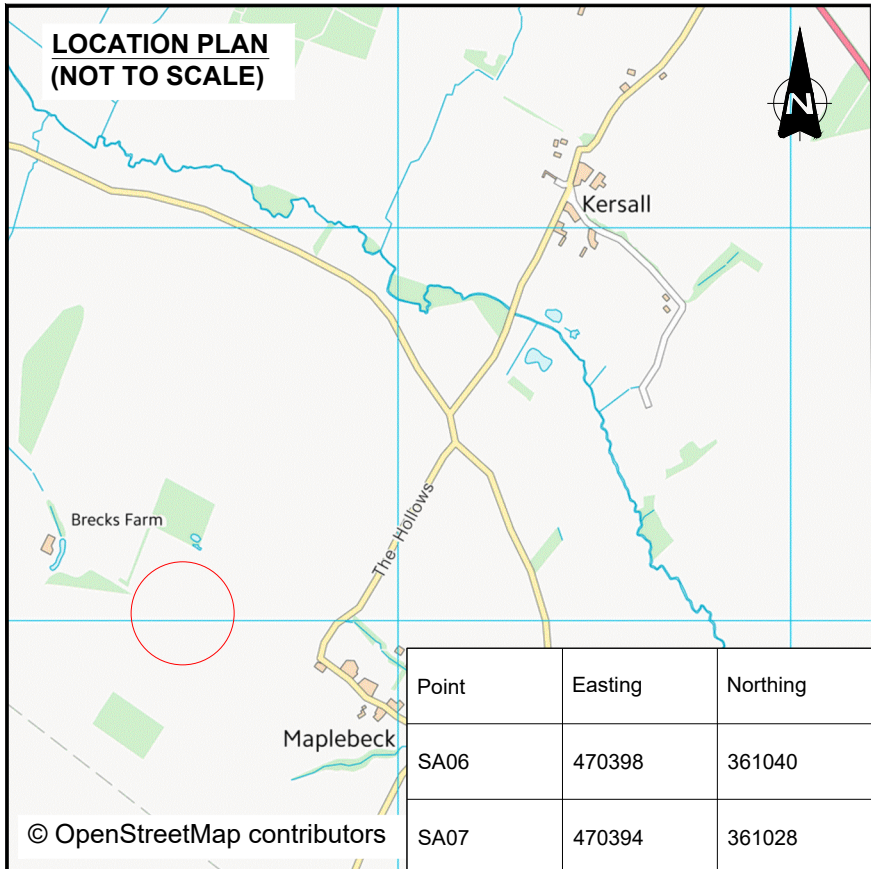 LOCATION PLAN
(NOT TO SCALE)
N
Kersall
The Hollows
Brecks Farm
Maplebeck
Point Easting Northing
SA06 470398 361040
SA07 470394 361028
© OpenStreetMap contributors